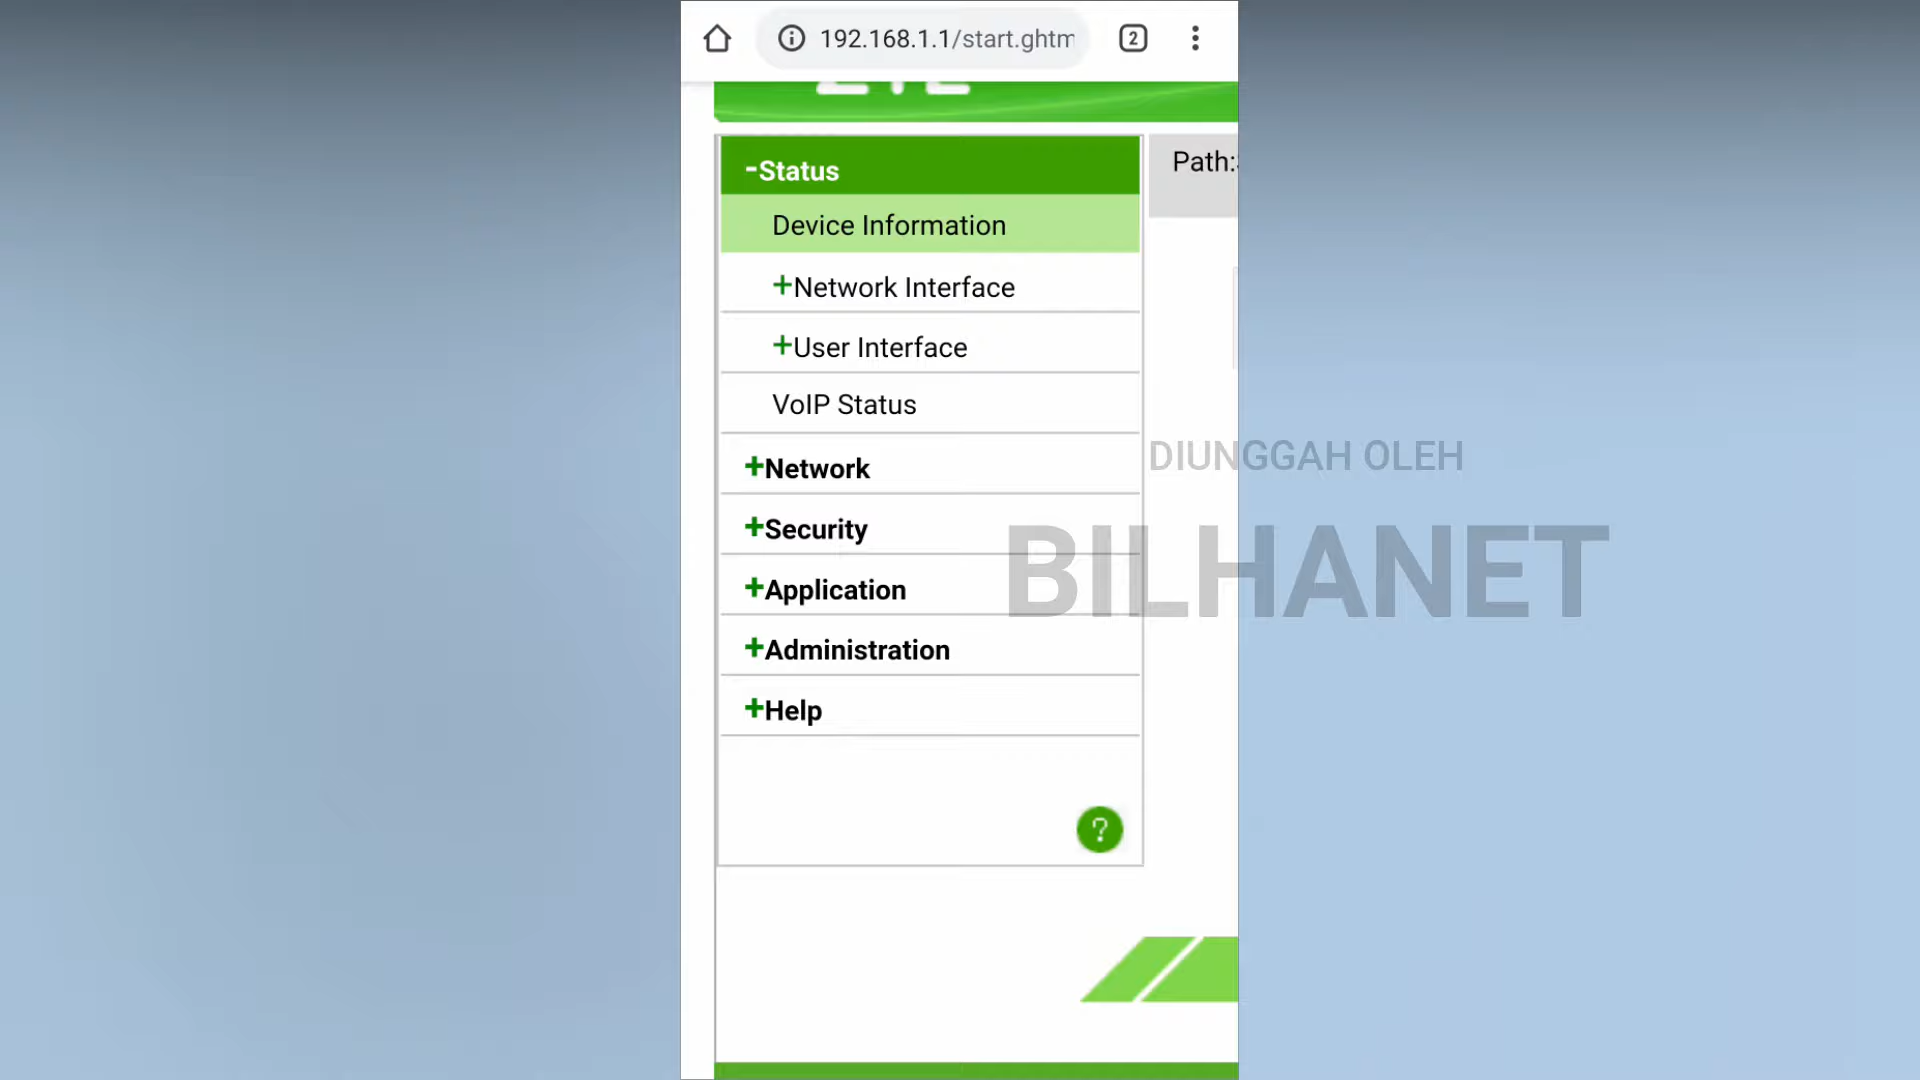 192.168.1.1/start.ghtm
2
ZTE
-Status
Path:
Device Information
+Network Interface
+User Interface
VoIP Status
+Network
DIUNGGAH OLEH
+Security
BILHANET
+Application
+Administration
+Help
?